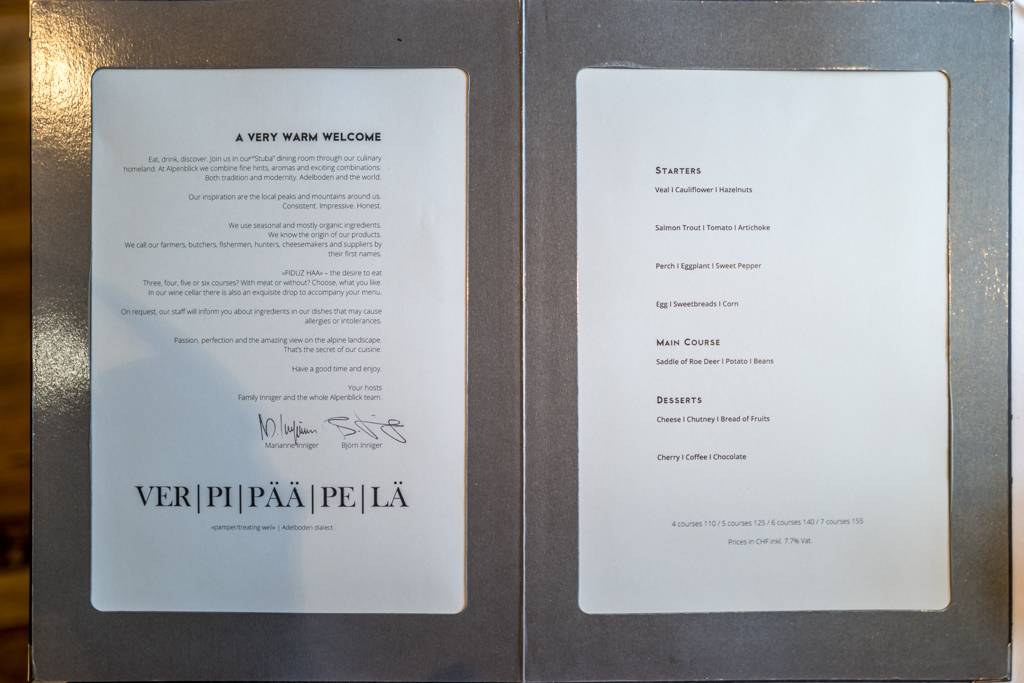 A VERY WARM WELCOME
Eat, drink, discover. Join us in our "Stuba" dining room through our culinary
homeland. At Alpenblick we combine fine hints, aromas and exciting combinations:
Both tradition and modernity. Adelboden and the world.
Our inspiration are the local peaks and mountains around us.
Consistent. Impressive. Honest.
We use seasonal and mostly organic ingredients.
We know the origin of our products.
We call our farmers, butchers, fishermen, hunters, cheesemakers and suppliers by
their first names.
«FIDUZ HAA» – the desire to eat
Three, four, five or six courses? With meat or without? Choose, what you like.
In our wine cellar there is also an exquisite drop to accompany your menu.
On request, our staff will inform you about ingredients in our dishes that may cause
allergies or intolerances.
Passion, perfection and the amazing view on the alpine landscape.
That's the secret of our cuisine.
Have a good time and enjoy.
Your hosts
Family Inniger and the whole Alpenblick team.
Marianne Inniger Björn Inniger
VER|PI|PÄÄ|PE|LÄ
«pamper/treating well» | Adelboden dialect
STARTERS
Veal I Cauliflower I Hazelnuts
Salmon Trout I Tomato I Artichoke
Perch I Eggplant I Sweet Pepper
Egg I Sweetbreads I Corn
MAIN COURSE
Saddle of Roe Deer I Potato I Beans
DESSERTS
Cheese I Chutney I Bread of Fruits
Cherry I Coffee I Chocolate
4 courses 110 / 5 courses 125 / 6 courses 140 / 7 courses 155
Prices in CHF inkl. 7.7% Vat.